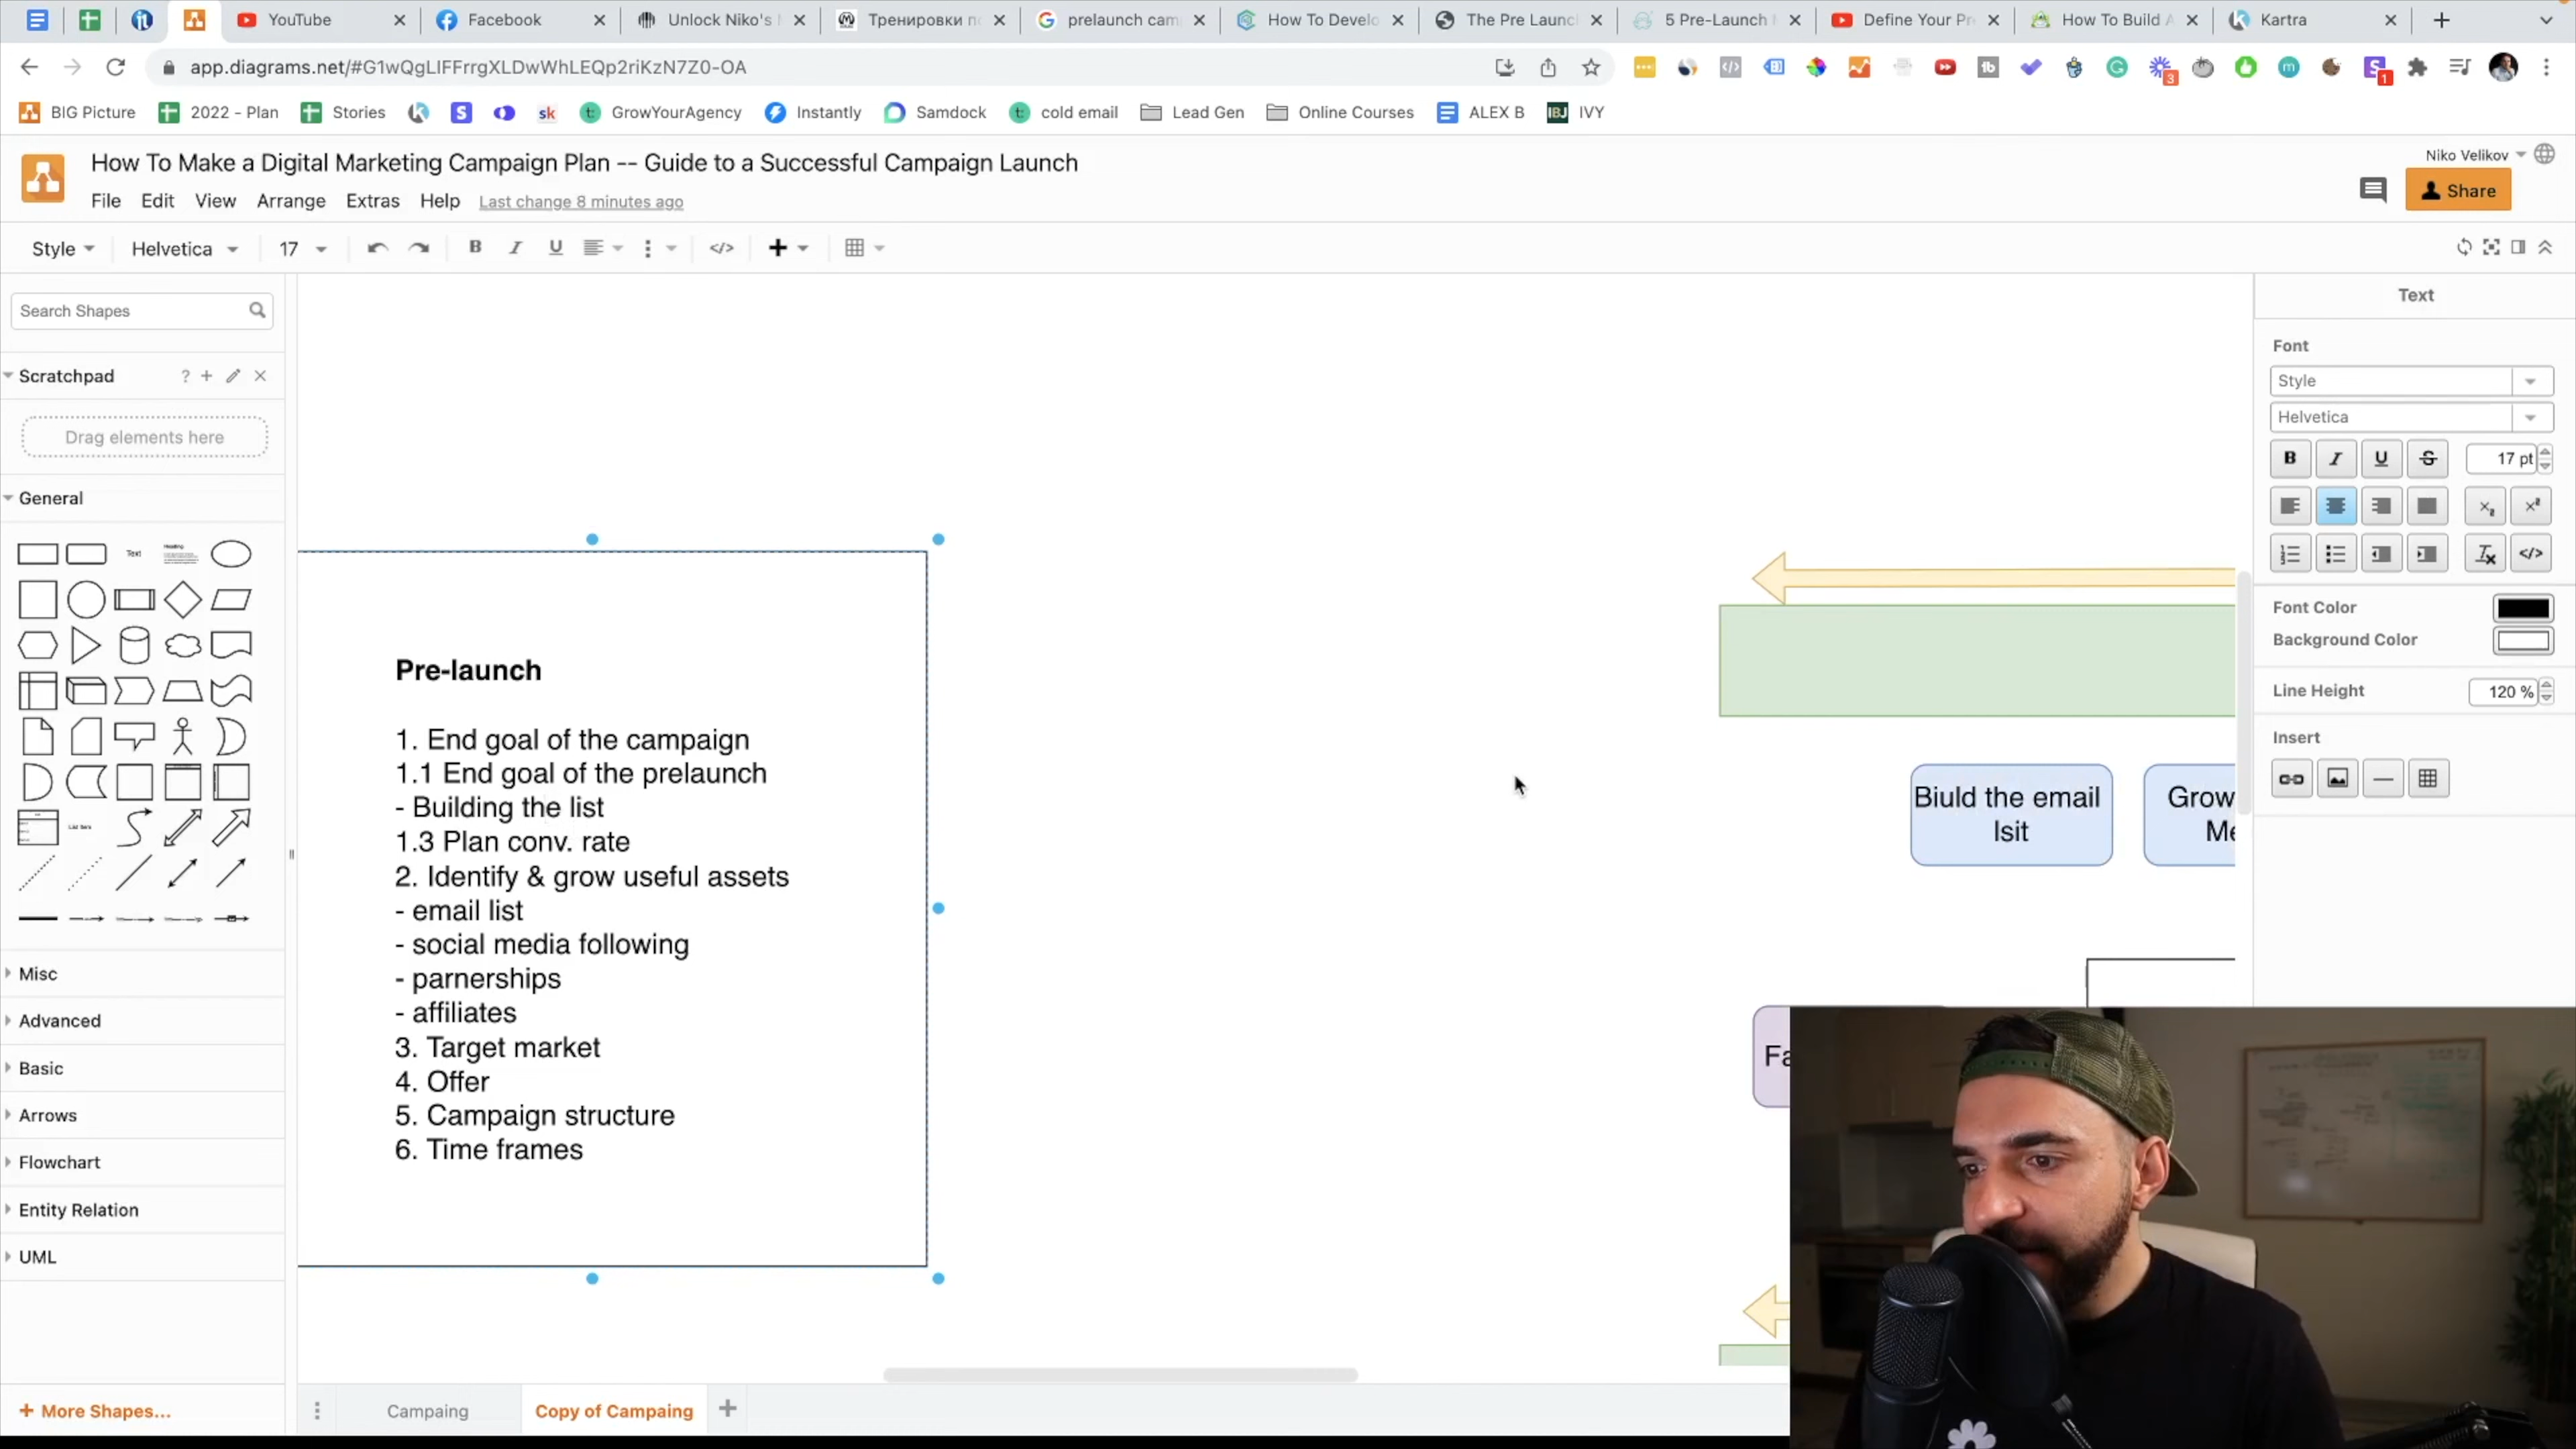 YouTube
Facebook
Unlock Niko's
Тренировки п
prelaunch cam
How To Develo
The Pre Launc
5 Pre-Launch
Define Your Pr
How To Build A
Kartra
app.diagrams.net/#G1wQgLIFFrrgXLDwWhLEQp2riKzN7Z0-OA
3
1
BIG Picture
2022 - Plan
Stories
sk
GrowYourAgency
Instantly
Samdock
cold email
Lead Gen
Online Courses
ALEX B
IBJ
IVY
How To Make a Digital Marketing Campaign Plan -- Guide to a Successful Campaign Launch
Niko Velikov
File
Edit
View
Arrange
Extras
Help
Last change 8 minutes ago
Share
Style
Helvetica
17
Search Shapes
Scratchpad
Drag elements here
General
Text
Heading
List Item
Misc
Advanced
Basic
Arrows
Flowchart
Entity Relation
UML
+ More Shapes...
Pre-launch
1. End goal of the campaign
1.1 End goal of the prelaunch
- Building the list
1.3 Plan conv. rate
2. Identify & grow useful assets
- email list
- social media following
- parnerships
- affiliates
3. Target market
4. Offer
5. Campaign structure
6. Time frames
Biuld the email
lsit
Grow
Me
Fa
Campaing
Copy of Campaing
Text
Font
Style
Helvetica
17 pt
Font Color
Background Color
Line Height
120 %
Insert